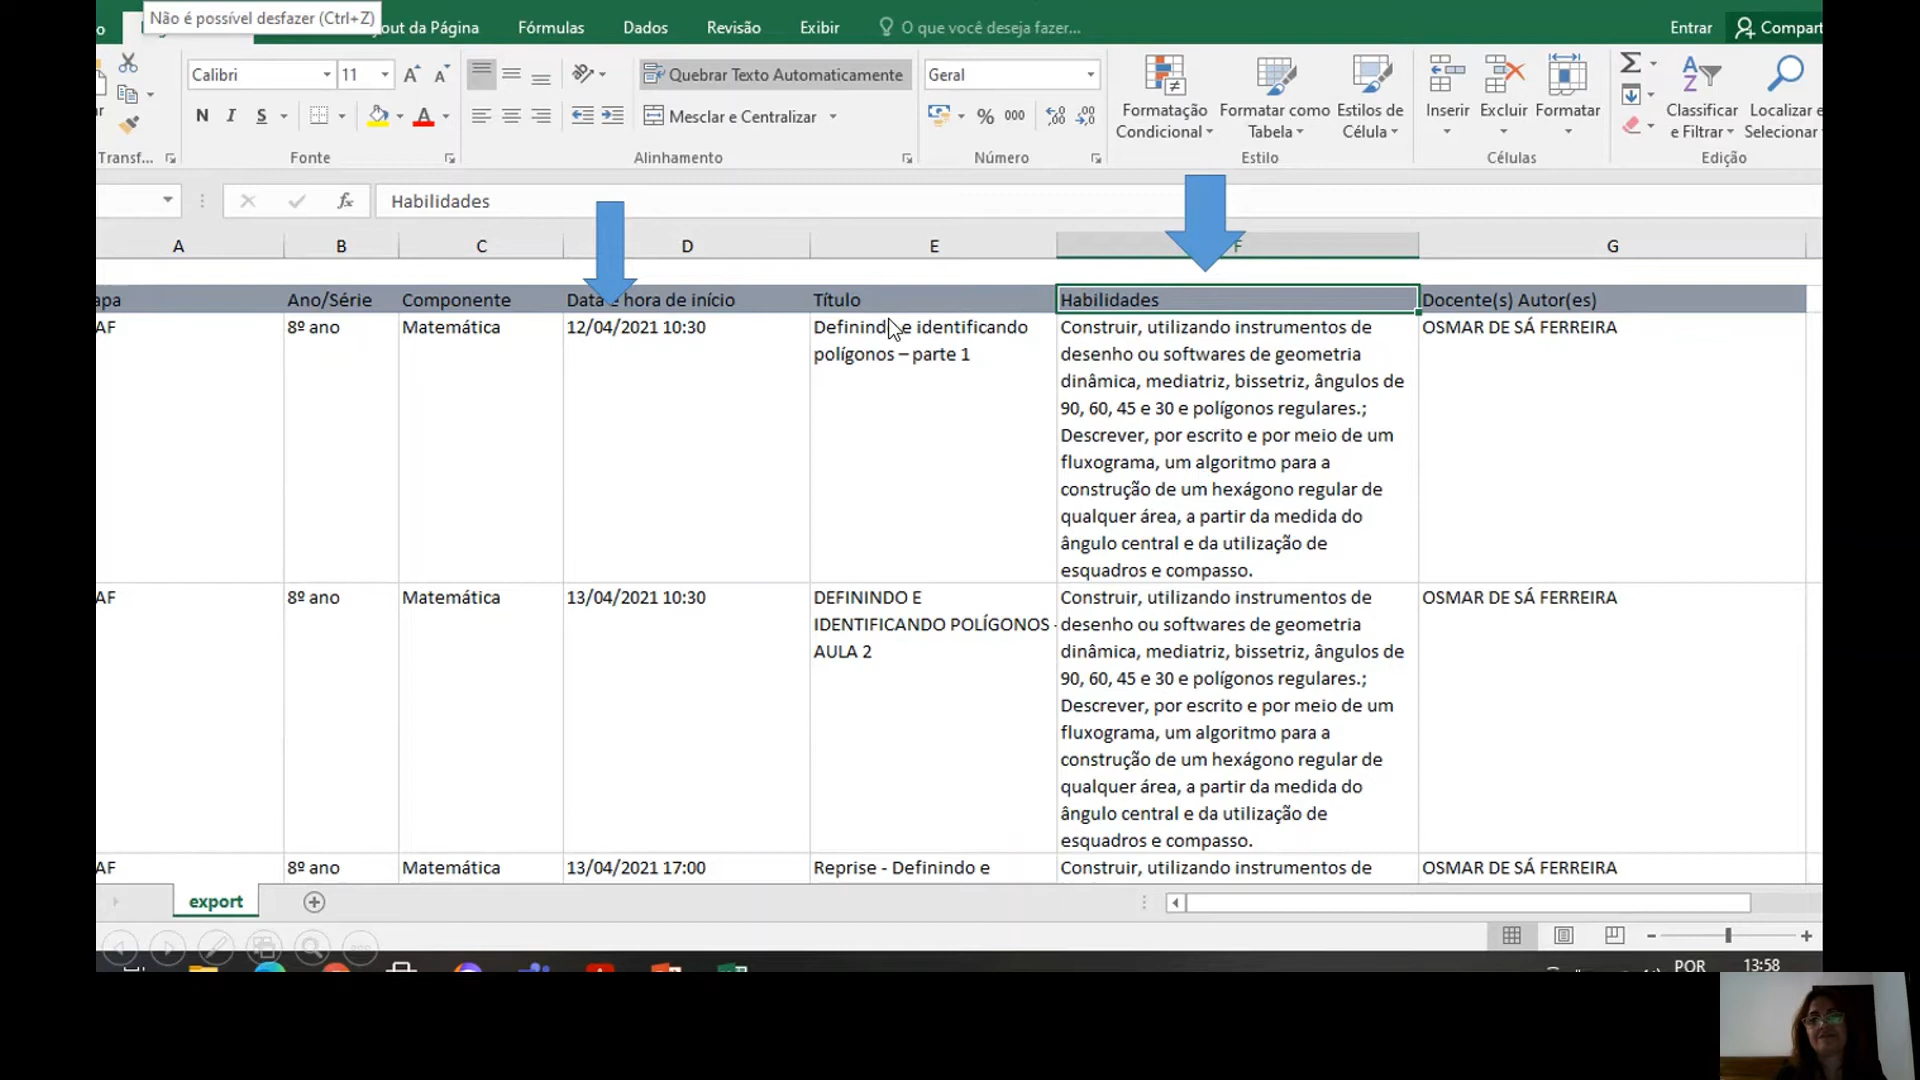 Não é possível desfazer (Ctrl+Z)
out da Página
Fórmulas
Dados
Revisão
Exibir
O que você deseja fazer...
Entrar
Compart
Calibri
11
Quebrar Texto Automaticamente
Geral
N I S
Mesclar e Centralizar
% 000
Formatação Condicional
Formatar como Tabela
Estilos de Célula
Inserir
Excluir
Formatar
Classificar e Filtrar
Localizar e Selecionar
Transf...
Fonte
Alinhamento
Número
Estilo
Células
Edição
fx
Habilidades
A B C D E F G
apa
Ano/Série
Componente
Data e hora de início
Título
Habilidades
Docente(s) Autor(es)
AF
8º ano
Matemática
12/04/2021 10:30
Definindo e identificando
polígonos – parte 1
Construir, utilizando instrumentos de
desenho ou softwares de geometria
dinâmica, mediatriz, bissetriz, ângulos de
90, 60, 45 e 30 e polígonos regulares.;
Descrever, por escrito e por meio de um
fluxograma, um algoritmo para a
construção de um hexágono regular de
qualquer área, a partir da medida do
ângulo central e da utilização de
esquadros e compasso.
OSMAR DE SÁ FERREIRA
AF
8º ano
Matemática
13/04/2021 10:30
DEFININDO E
IDENTIFICANDO POLÍGONOS -
AULA 2
Construir, utilizando instrumentos de
desenho ou softwares de geometria
dinâmica, mediatriz, bissetriz, ângulos de
90, 60, 45 e 30 e polígonos regulares.;
Descrever, por escrito e por meio de um
fluxograma, um algoritmo para a
construção de um hexágono regular de
qualquer área, a partir da medida do
ângulo central e da utilização de
esquadros e compasso.
OSMAR DE SÁ FERREIRA
AF
8º ano
Matemática
13/04/2021 17:00
Reprise - Definindo e
Construir, utilizando instrumentos de
OSMAR DE SÁ FERREIRA
export
POR
13:58